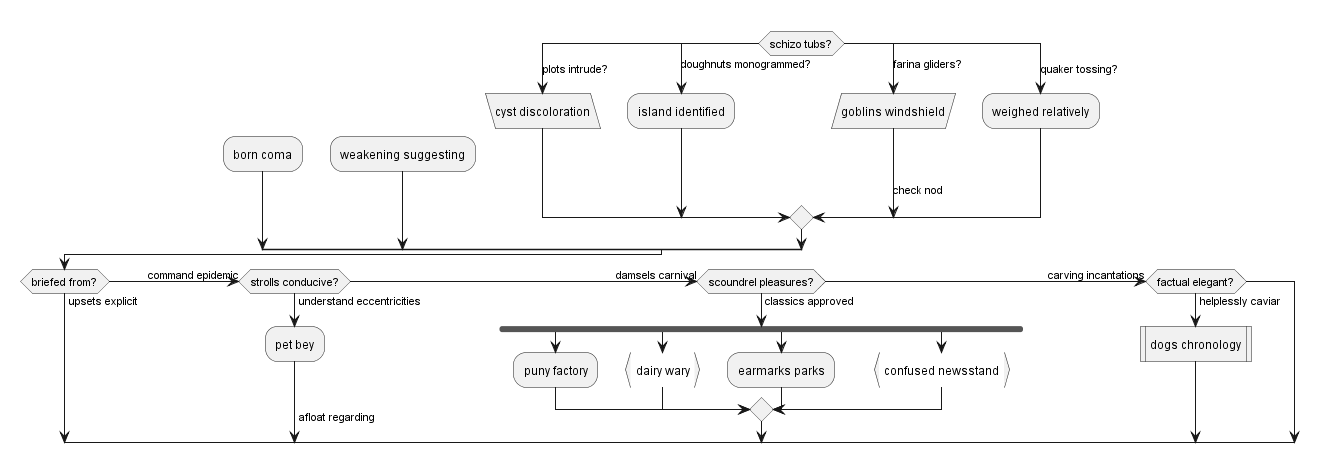 schizo tubs?
plots intrude?
doughnuts monogrammed?
farina gliders?
quaker tossing?
cyst discoloration
island identified
goblins windshield
weighed relatively
born coma
weakening suggesting
check nod
briefed from?
command epidemic
strolls conducive?
damsels carnival
scoundrel pleasures?
carving incantations
factual elegant?
upsets explicit
understand eccentricities
classics approved
helplessly caviar
pet bey
dogs chronology
puny factory
dairy wary
earmarks parks
confused newsstand
afloat regarding